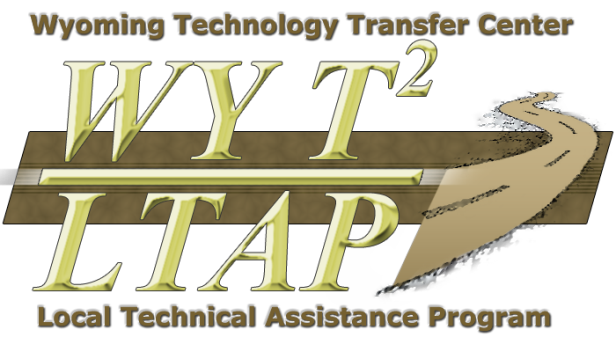 Wyoming Technology Transfer Center
WY T²
LTAP
Local Technical Assistance Program